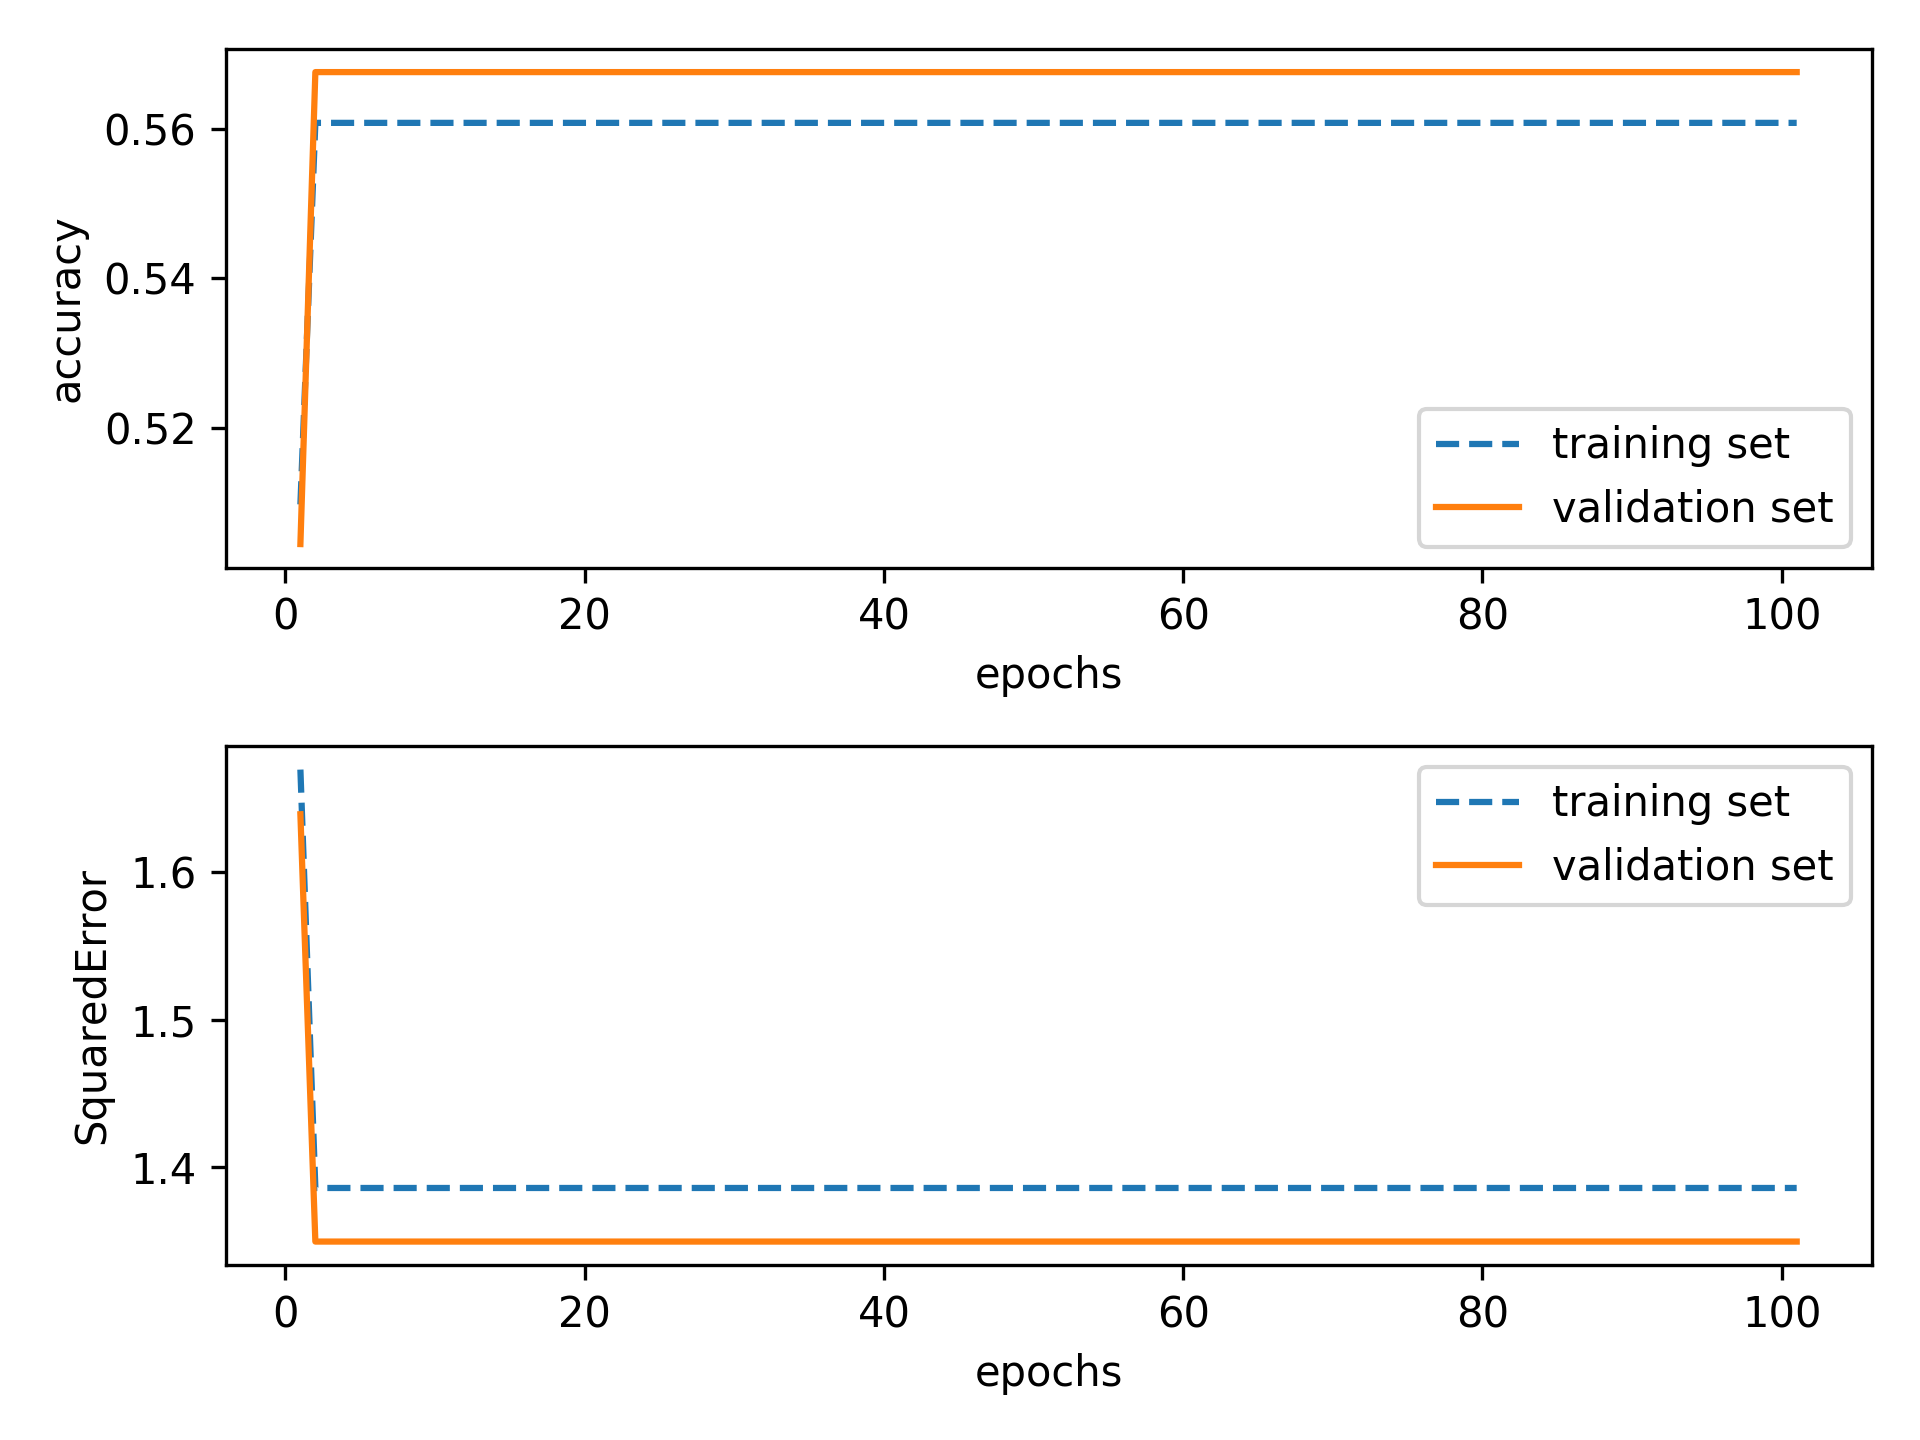 accuracy
0.56
0.54
0.52
training set
validation set
0 20 40 60 80 100
epochs
SquaredError
1.6
1.5
1.4
training set
validation set
0 20 40 60 80 100
epochs